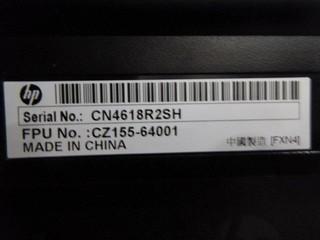 hp
Serial No.: CN4618R2SH
FPU No. :CZ155-64001
MADE IN CHINA 中國製造 [FXN4]